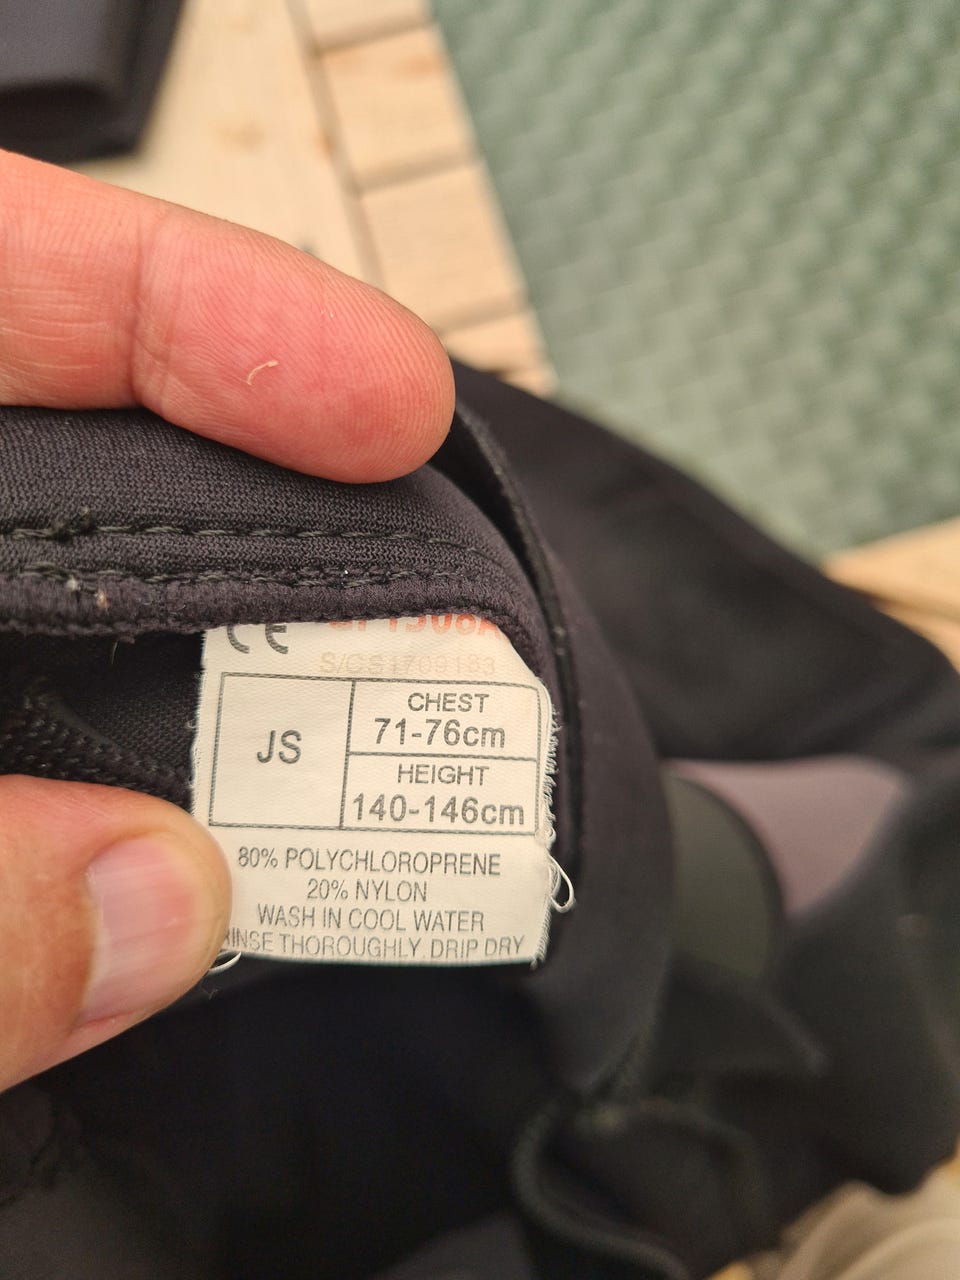 CE
S/CS1709183
JS
CHEST
71-76cm
HEIGHT
140-146cm
80% POLYCHLOROPRENE
20% NYLON
WASH IN COOL WATER
RINSE THOROUGHLY. DRIP DRY